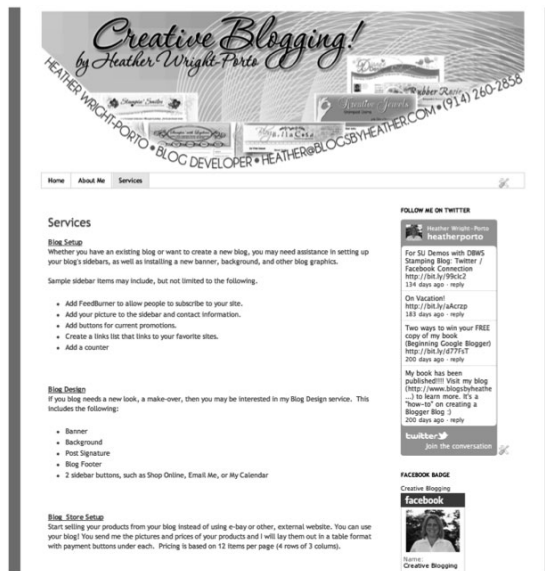 Creative Blogging!
by Heather Wright-Porto
HEATHER WRIGHT-PORTO • BLOG DEVELOPER • HEATHER@BLOGSBYHEATHER.COM • (914) 260-2858
Home About Me Services
Services
Blog Setup
Whether you have an existing blog or want to create a new blog, you may need assistance in setting up
your blog's sidebars, as well as installing a new banner, background, and other blog graphics.
Sample sidebar items may include, but not limited to the following.
• Add FeedBurner to allow people to subscribe to your site.
• Add your picture to the sidebar and contact information.
• Add buttons for current promotions.
• Create a links list that links to your favorite sites.
• Add a counter
Blog Design
If you blog needs a new look, a make-over, then you may be interested in my Blog Design service. This
includes the following:
• Banner
• Background
• Post Signature
• Blog Footer
• 2 sidebar buttons, such as Shop Online, Email Me, or My Calendar
Blog Store Setup
Start selling your products from your blog instead of using e-bay or other, external website. You can use
your blog! You send me the pictures and prices of your products and I will lay them out in a table format
with payment buttons under each. Pricing is based on 12 items per page (4 rows of 3 colums).
FOLLOW ME ON TWITTER
Heather Wright-Porto
heatherporto
For SU Demos with DBWS
Stamping Blog: Twitter /
Facebook Connection
http://bit.ly/99clc2
134 days ago · reply
On Vacation!
http://bit.ly/aAcrzp
183 days ago · reply
Two ways to win your FREE
copy of my book
(Beginning Google Blogger)
http://bit.ly/d77FsT
200 days ago · reply
My book has been
published!!!! Visit my blog
(http://www.blogsbyheathe
...) to learn more. It's a
"how-to" on creating a
Blogger Blog :)
200 days ago · reply
twitter
Join the conversation
FACEBOOK BADGE
Creative Blogging
facebook
Name:
Creative Blogging